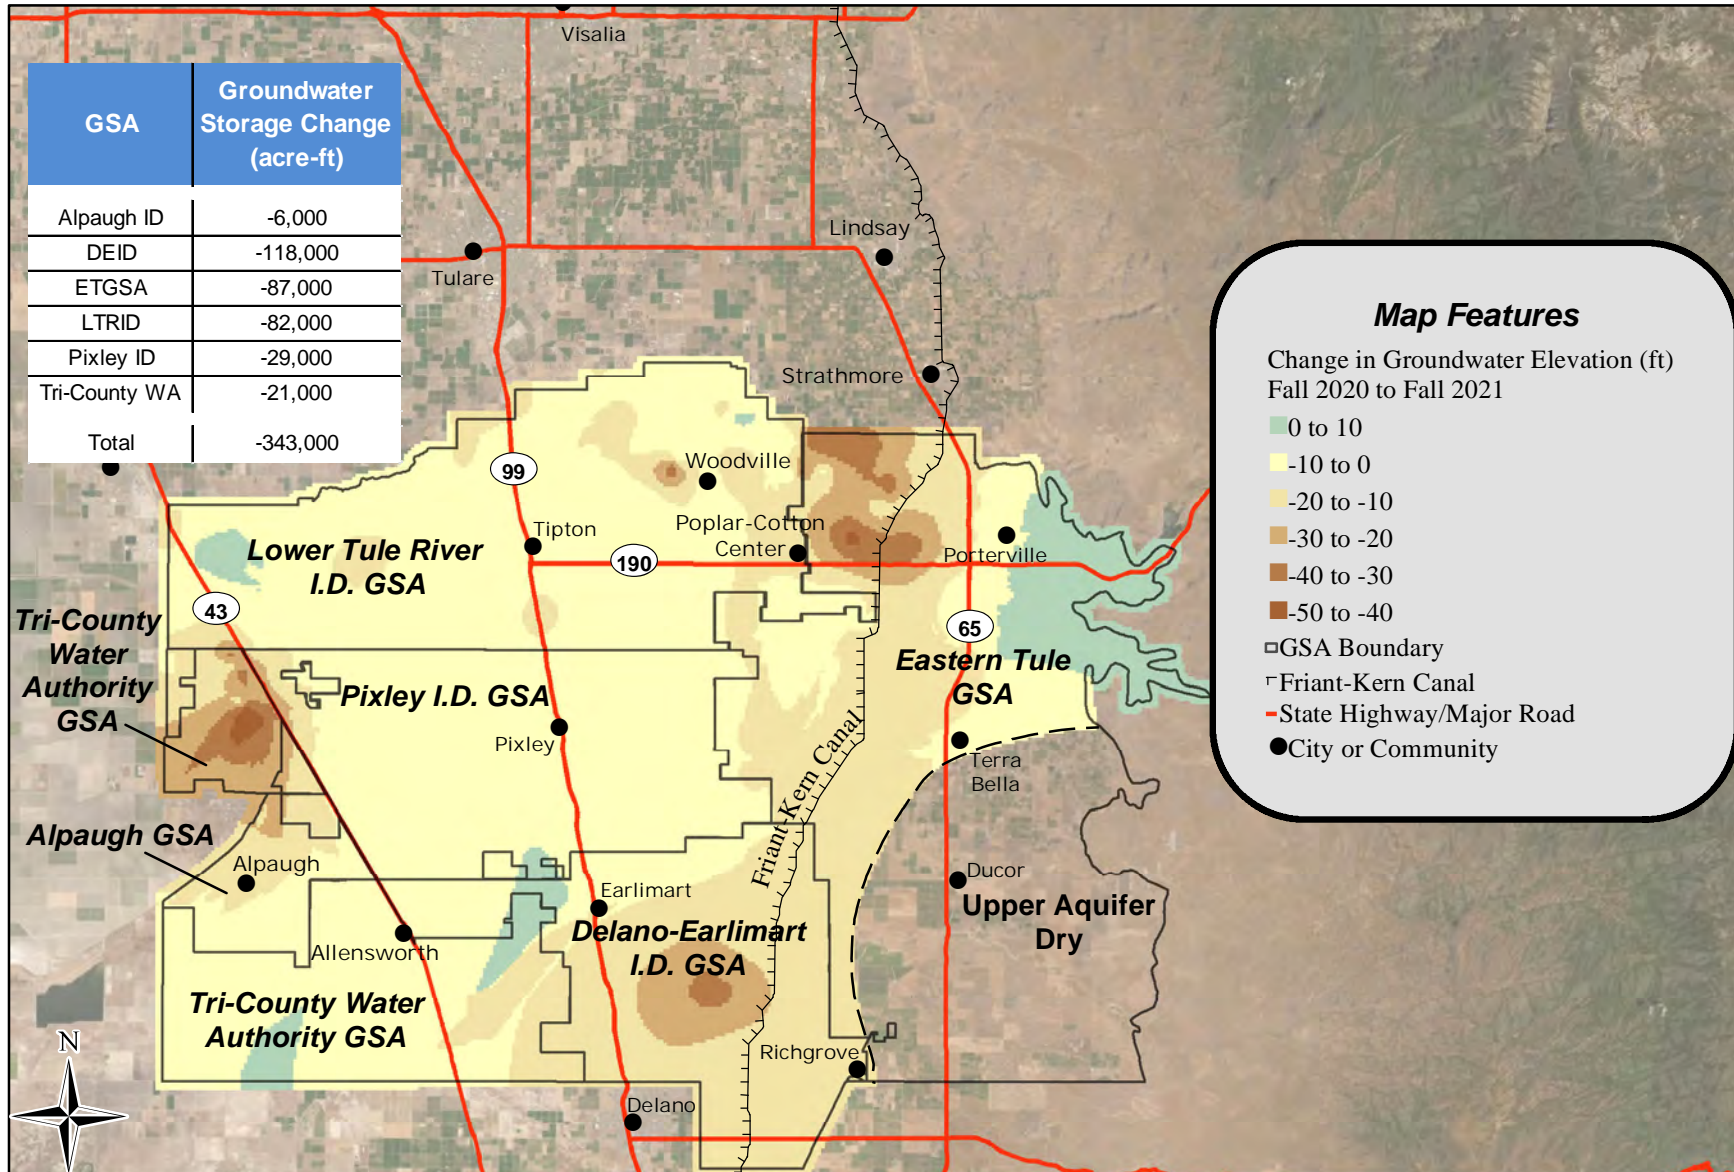 Visalia
GSA
Groundwater
Storage Change
(acre-ft)
Alpaugh ID
-6,000
DEID
-118,000
ETGSA
-87,000
LTRID
-82,000
Pixley ID
-29,000
Tri-County WA
-21,000
Total
-343,000
Lindsay
Tulare
Strathmore
Map Features
Change in Groundwater Elevation (ft)
Fall 2020 to Fall 2021
0 to 10
-10 to 0
-20 to -10
-30 to -20
-40 to -30
-50 to -40
GSA Boundary
Friant-Kern Canal
State Highway/Major Road
City or Community
99
Woodville
Poplar-Cotton
Center
Tipton
Porterville
Lower Tule River
I.D. GSA
190
43
65
Tri-County
Water
Authority
GSA
Eastern Tule
GSA
Pixley I.D. GSA
Pixley
Terra
Bella
Friant-Kern Canal
Alpaugh GSA
Alpaugh
Earlimart
Ducor
Upper Aquifer
Dry
Delano-Earlimart
I.D. GSA
Allensworth
Tri-County Water
Authority GSA
N
Richgrove
Delano